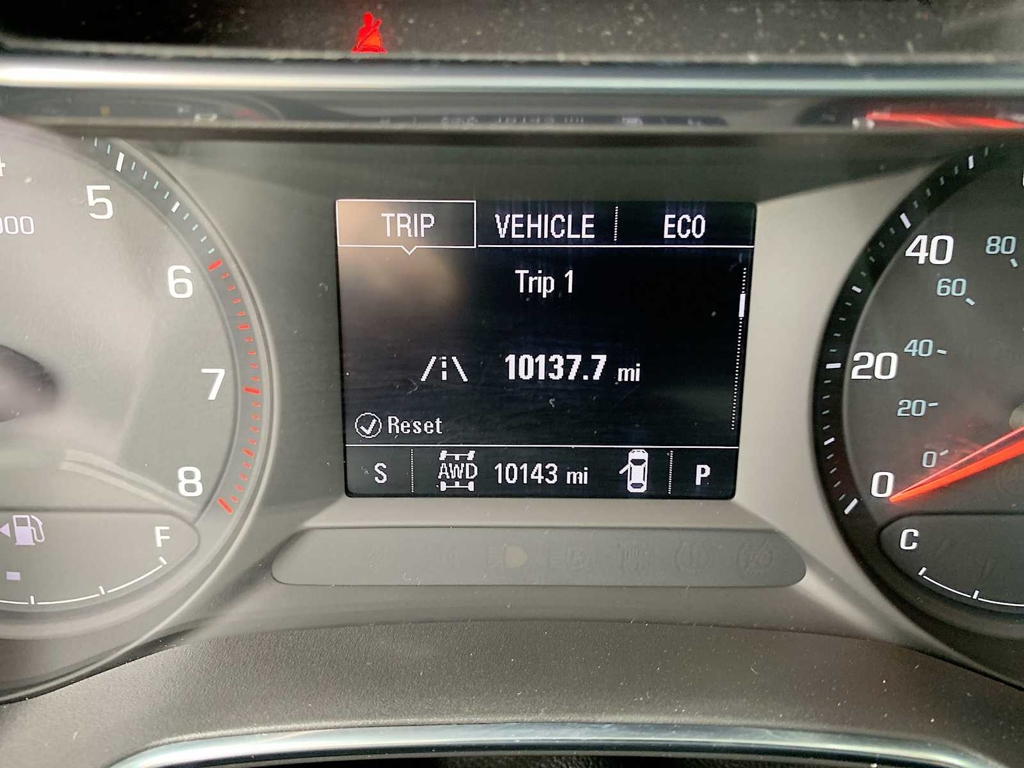 TRIP VEHICLE ECO
Trip 1
10137.7 mi
Reset
S AWD 10143 mi P
5
6
7
8
F
40 80
60
20 40
20
0 0
C